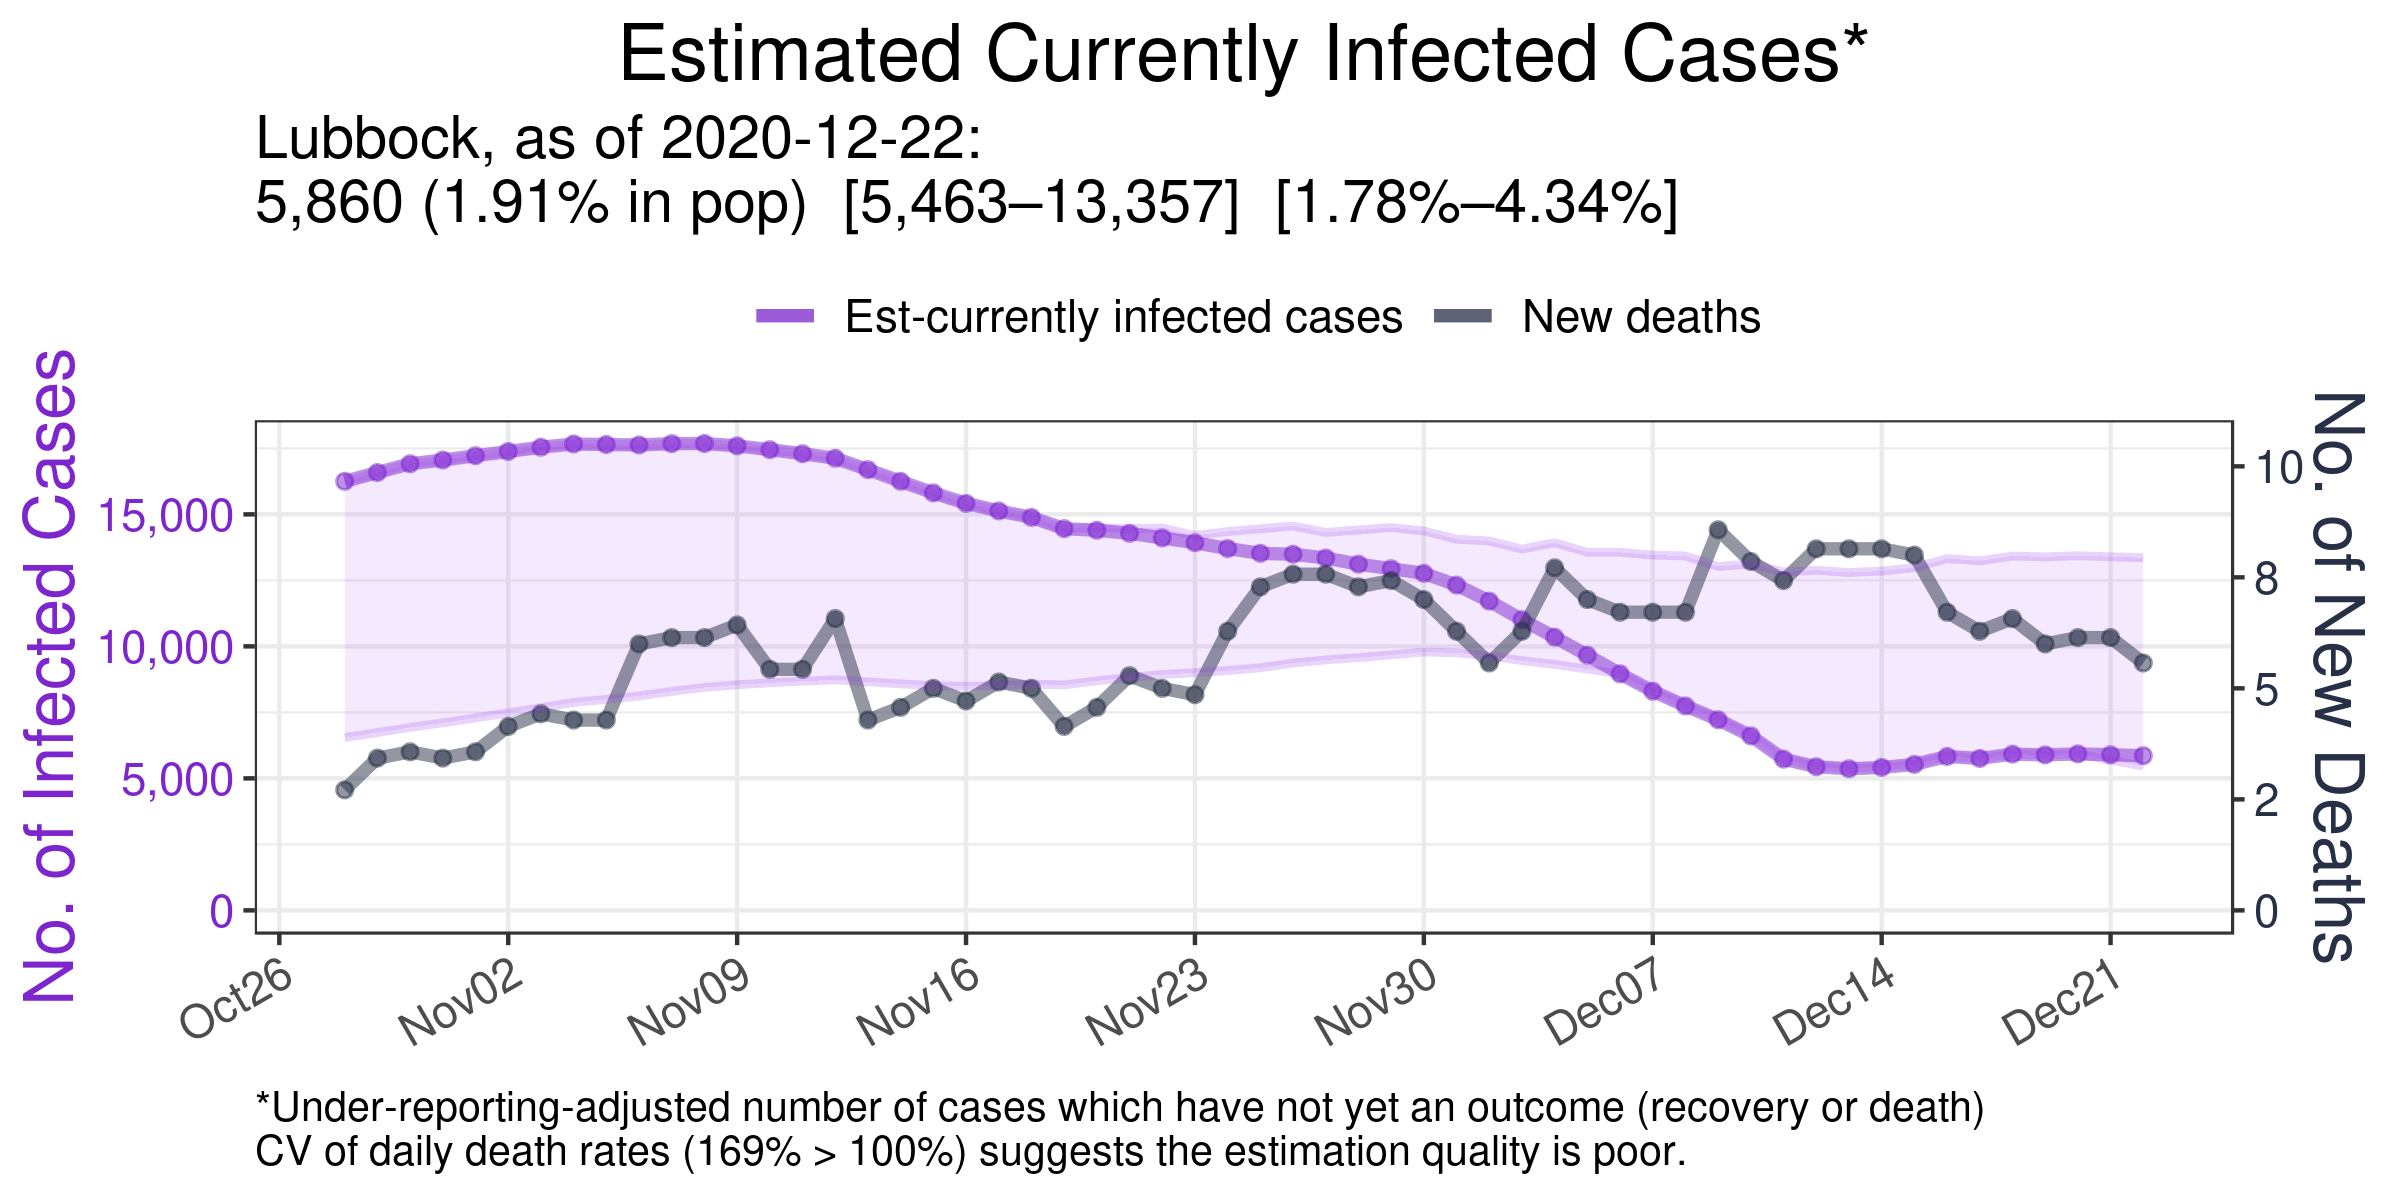 Estimated Currently Infected Cases*
Lubbock, as of 2020-12-22:
5,860 (1.91% in pop)  [5,463–13,357]  [1.78%–4.34%]
Est-currently infected cases
New deaths
No. of Infected Cases
15,000
10,000
5,000
0
10
8
5
2
0
No. of New Deaths
Oct26
Nov02
Nov09
Nov16
Nov23
Nov30
Dec07
Dec14
Dec21
*Under-reporting-adjusted number of cases which have not yet an outcome (recovery or death)
CV of daily death rates (169% > 100%) suggests the estimation quality is poor.